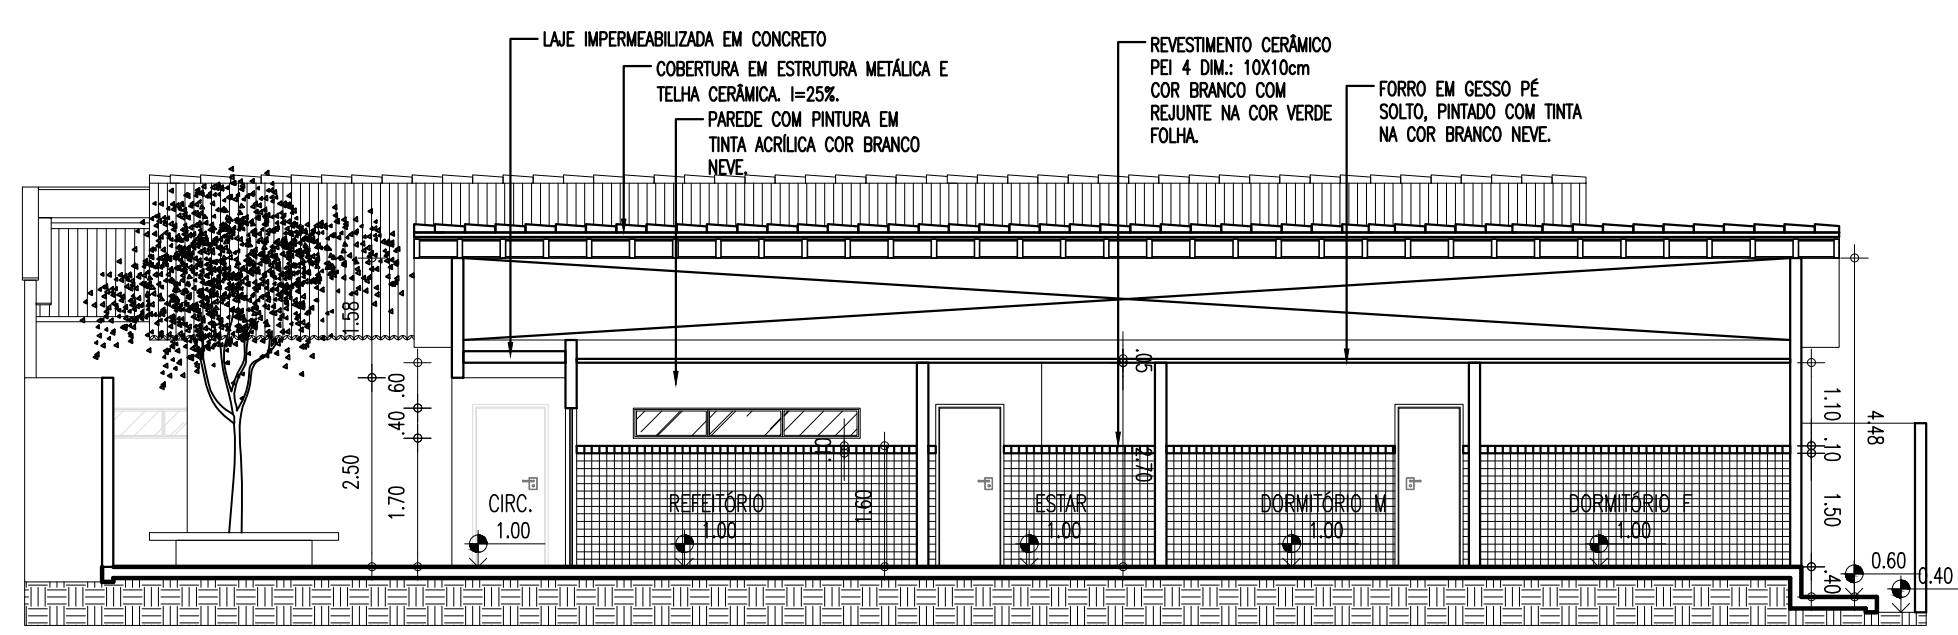 LAJE IMPERMEABILIZADA EM CONCRETO
COBERTURA EM ESTRUTURA METÁLICA E
TELHA CERÂMICA. I=25%.
PAREDE COM PINTURA EM
TINTA ACRÍLICA COR BRANCO
NEVE.
REVESTIMENTO CERÂMICO
PEI 4 DIM.: 10X10cm
COR BRANCO COM
REJUNTE NA COR VERDE
FOLHA.
FORRO EM GESSO PÉ
SOLTO, PINTADO COM TINTA
NA COR BRANCO NEVE.
1.58
2.50
.60
.40
1.70
CIRC.
1.00
REFEITÓRIO
1.00
.10
1.60
.05
2.70
ESTAR
1.00
DORMITÓRIO M
1.00
DORMITÓRIO F
1.00
1.10
.10
1.50
.40
4.48
0.60
0.40